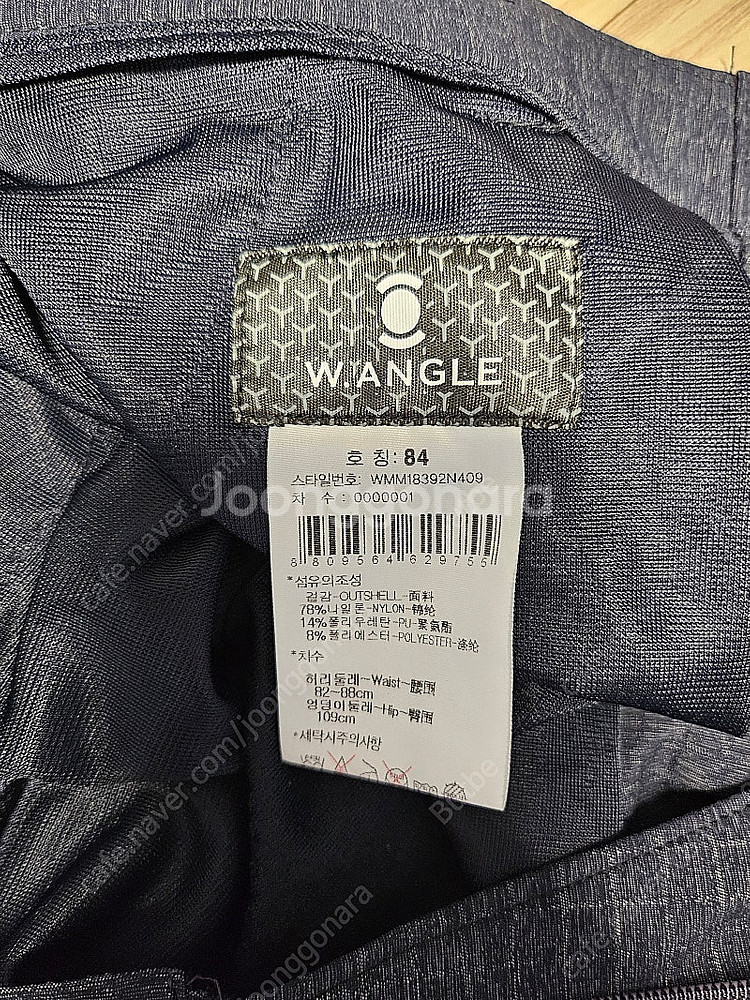 W.ANGLE
호 칭: 84
스타일번호: WMM18392N409
차 수 : 0000001
Joonggonara
8 809564 629755
*섬유의조성
겉감-OUTSHELL-面料
78%나일론-NYLON-锦纶
14%폴리우레탄-PU-聚氨酯
8%폴리에스터-POLYESTER-涤纶
*치수
허리둘레~Waist~腰围
82~88cm
엉덩이둘레~Hip~臀围
109cm
*세탁시주의사항
cafe.naver.com/joonggonara
Joonggonara